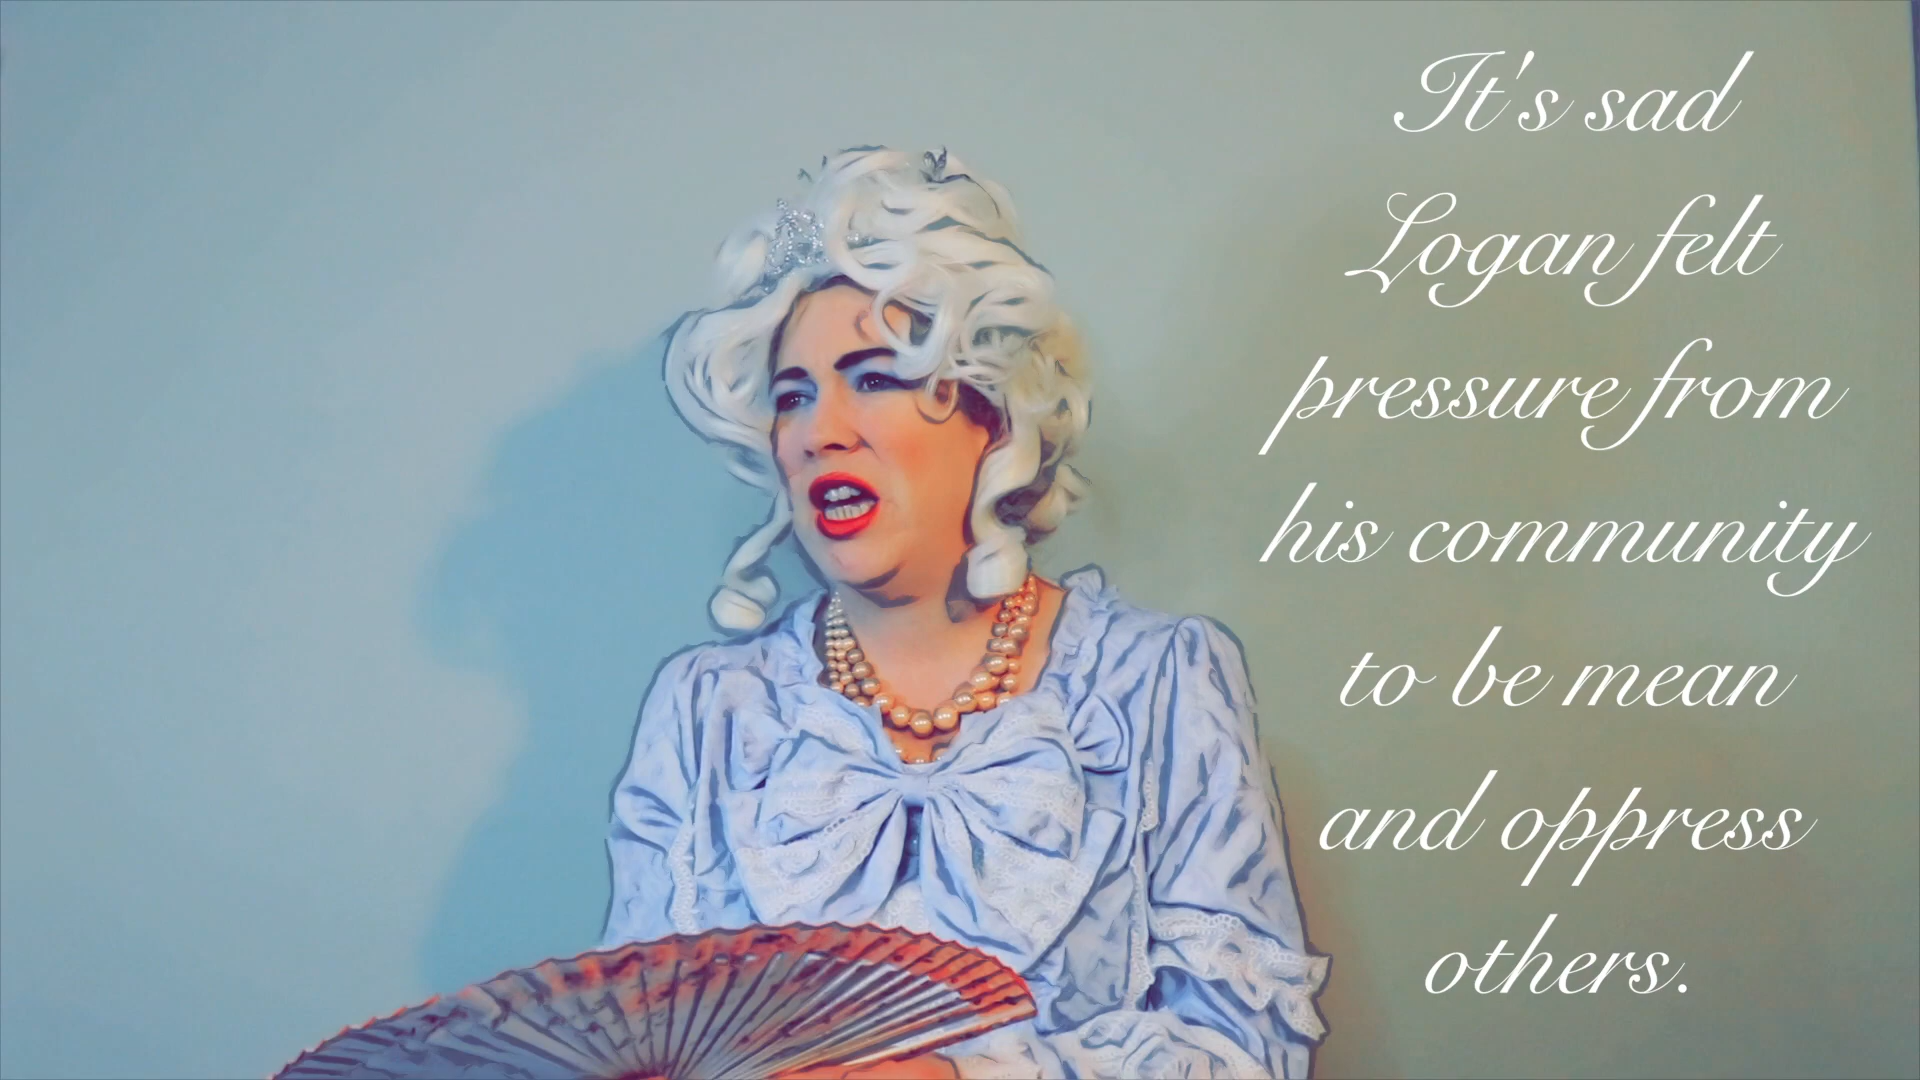 It's sad
Logan felt
pressure from
his community
to be mean
and oppress
others.